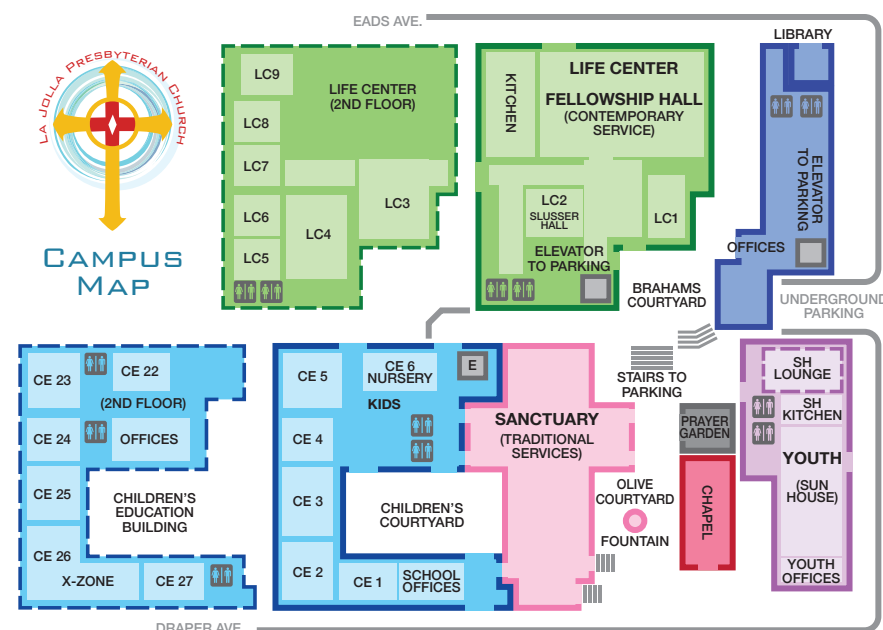 EADS AVE.
LA JOLLA PRESBYTERIAN CHURCH
CAMPUS
MAP
LC9
LC8
LC7
LC6
LC5
LIFE CENTER
(2ND FLOOR)
LC4
LC3
KITCHEN
LIFE CENTER
FELLOWSHIP HALL
(CONTEMPORARY
SERVICE)
LC2
SLUSSER
HALL
LC1
ELEVATOR
TO PARKING
BRAHAMS
COURTYARD
LIBRARY
ELEVATOR
TO PARKING
OFFICES
UNDERGROUND
PARKING
CE 23
CE 22
(2ND FLOOR)
CE 24
OFFICES
CE 25
CHILDREN'S
EDUCATION
BUILDING
CE 26
X-ZONE
CE 27
CE 5
CE 6
NURSERY
E
KIDS
CE 4
CE 3
CHILDREN'S
COURTYARD
CE 2
CE 1
SCHOOL
OFFICES
SANCTUARY
(TRADITIONAL
SERVICES)
STAIRS TO
PARKING
PRAYER
GARDEN
OLIVE
COURTYARD
FOUNTAIN
CHAPEL
SH
LOUNGE
SH
KITCHEN
YOUTH
(SUN
HOUSE)
YOUTH
OFFICES
DRAPER AVE.